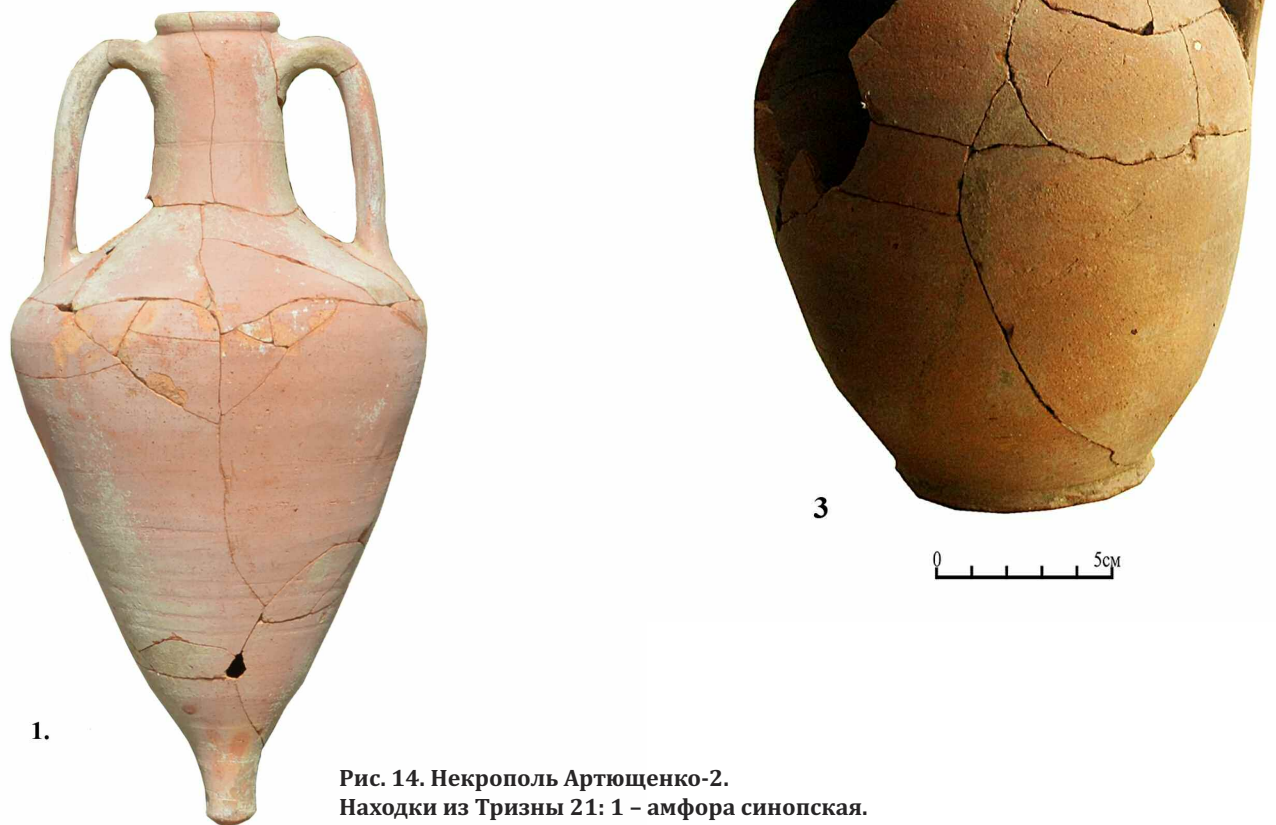 3
0 5см
1.
Рис. 14. Некрополь Артющенко-2.
Находки из Тризны 21: 1 – амфора синопская.